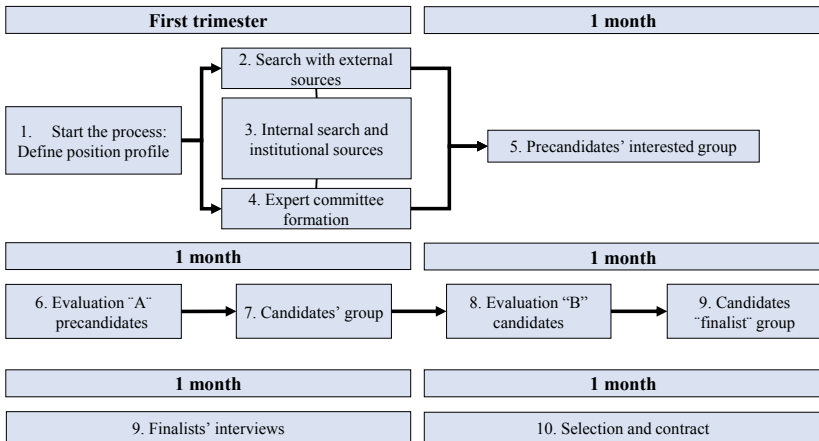 First trimester
1 month
2. Search with external
sources
1. Start the process:
Define position profile
3. Internal search and
institutional sources
5. Precandidates’ interested group
4. Expert committee
formation
1 month
1 month
6. Evaluation ¨A¨
precandidates
7. Candidates’ group
8. Evaluation “B”
candidates
9. Candidates
¨finalist¨ group
1 month
1 month
9. Finalists’ interviews
10. Selection and contract